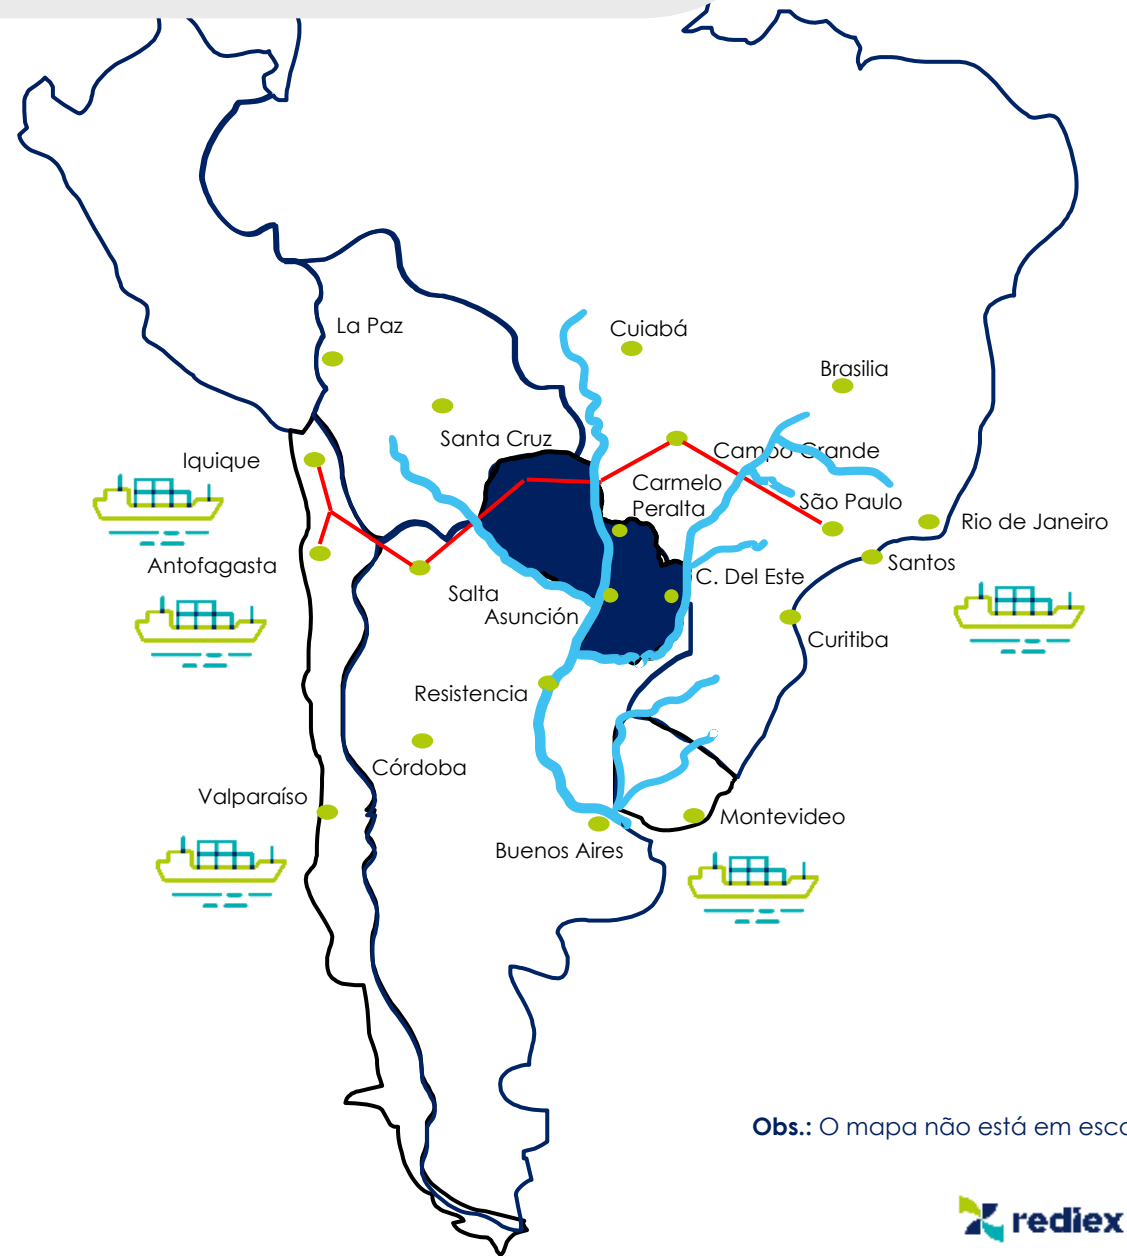 La Paz
Cuiabá
Brasilia
Santa Cruz
Campo Grande
Iquique
Carmelo
Peralta
São Paulo
Rio de Janeiro
Antofagasta
Santos
Salta
C. Del Este
Asunción
Curitiba
Resistencia
Córdoba
Valparaíso
Montevideo
Buenos Aires
Obs.: O mapa não está em esc
rediex